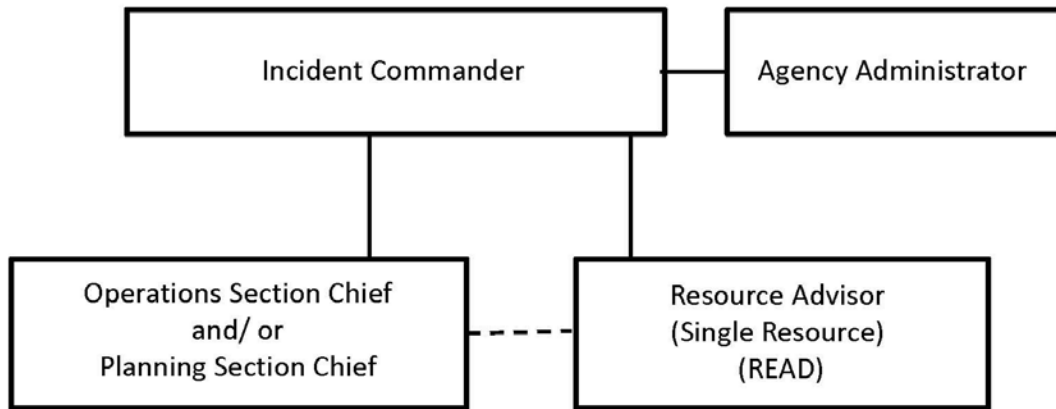 Incident Commander
Agency Administrator
Operations Section Chief
and/ or
Planning Section Chief
Resource Advisor
(Single Resource)
(READ)